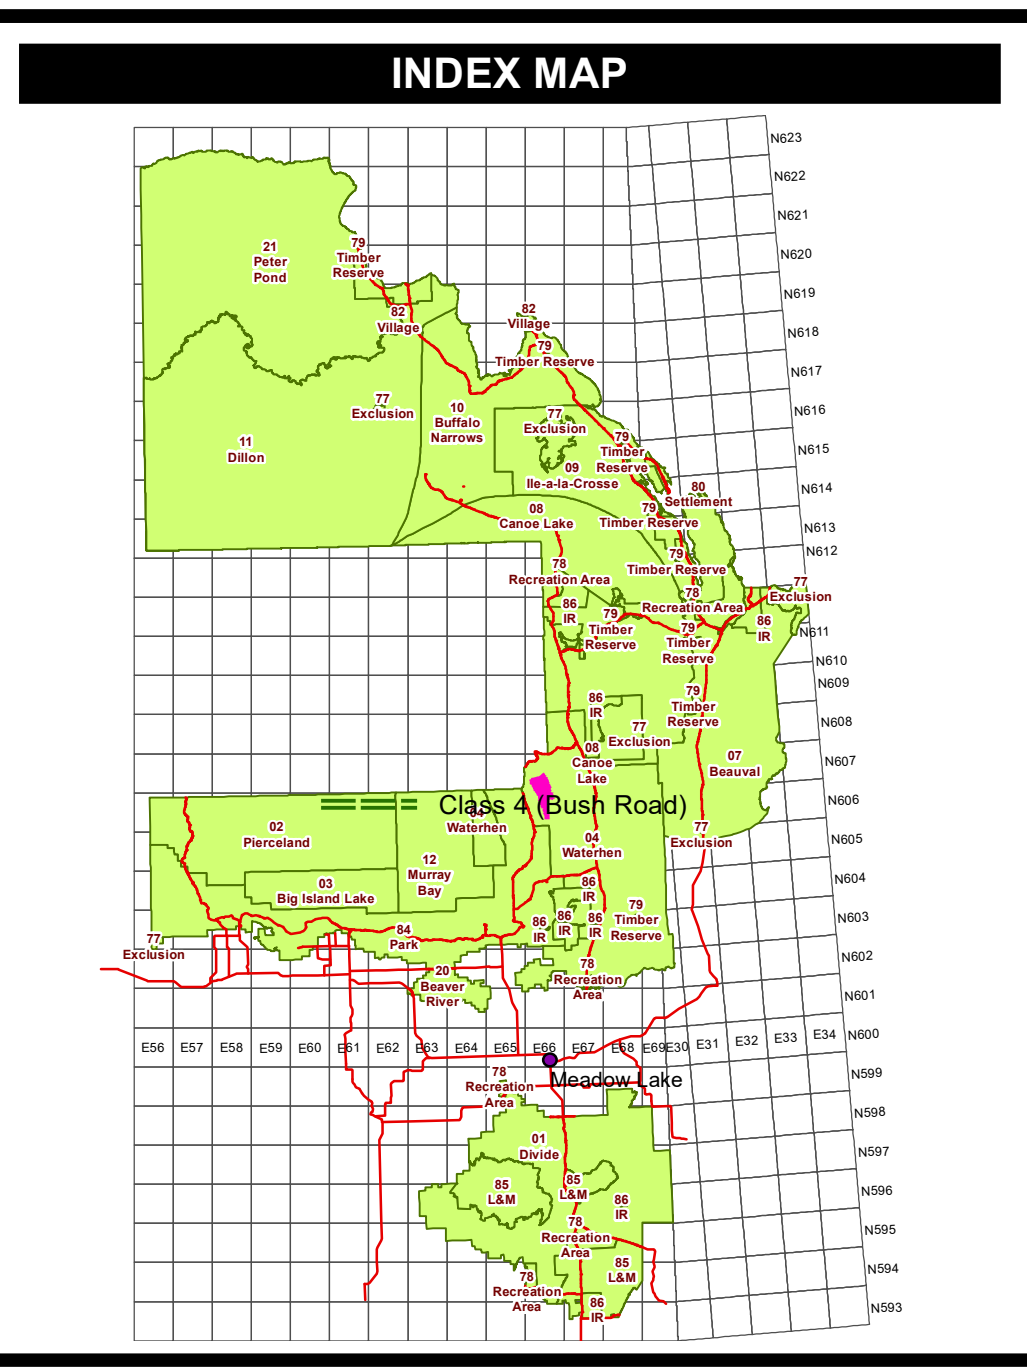 INDEX MAP
N623
N622
N621
N620
N619
N618
N617
N616
N615
N614
N613
N612
N611
N610
N609
N608
N607
N606
N605
N604
N603
N602
N601
N600
N599
N598
N597
N596
N595
N594
N593
21
Peter
Pond
79
Timber
Reserve
82
Village
82
Village
79
Timber Reserve
77
Exclusion
10
Buffalo
Narrows
77
Exclusion
11
Dillon
79
Timber
Reserve
09
Ile-a-la-Crosse
80
Settlement
08
Canoe Lake
79
Timber Reserve
79
Timber Reserve
78
Recreation Area
77
Exclusion
78
Recreation Area
86
IR
79
Timber
Reserve
79
Timber
Reserve
86
IR
86
IR
79
Timber
Reserve
77
Exclusion
08
Canoe
Lake
07
Beauval
Class 4 (Bush Road)
04
Waterhen
02
Pierceland
77
Exclusion
04
Waterhen
12
Murray
Bay
03
Big Island Lake
86
IR
79
Timber
Reserve
86
IR
86
IR
86
IR
84
Park
77
Exclusion
78
Recreation
Area
20
Beaver
River
E56 E57 E58 E59 E60 E61 E62 E63 E64 E65 E66 E67 E68 E69 E30 E31 E32 E33 E34
Meadow Lake
78
Recreation
Area
01
Divide
85
L&M
85
L&M
86
IR
78
Recreation
Area
85
L&M
78
Recreation
Area
86
IR